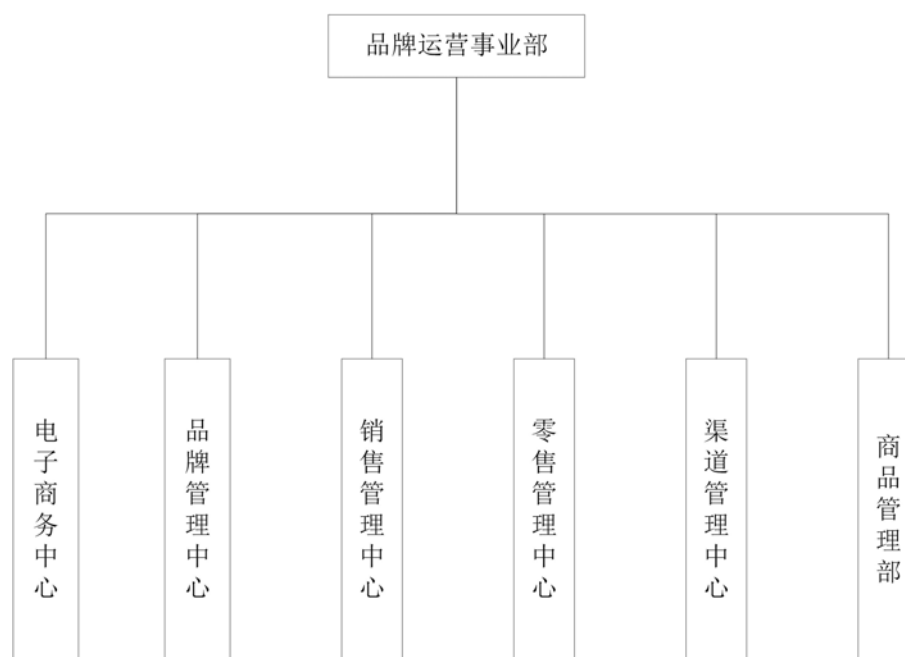 品牌运营事业部
电子商务中心
品牌管理中心
销售管理中心
零售管理中心
渠道管理中心
商品管理部